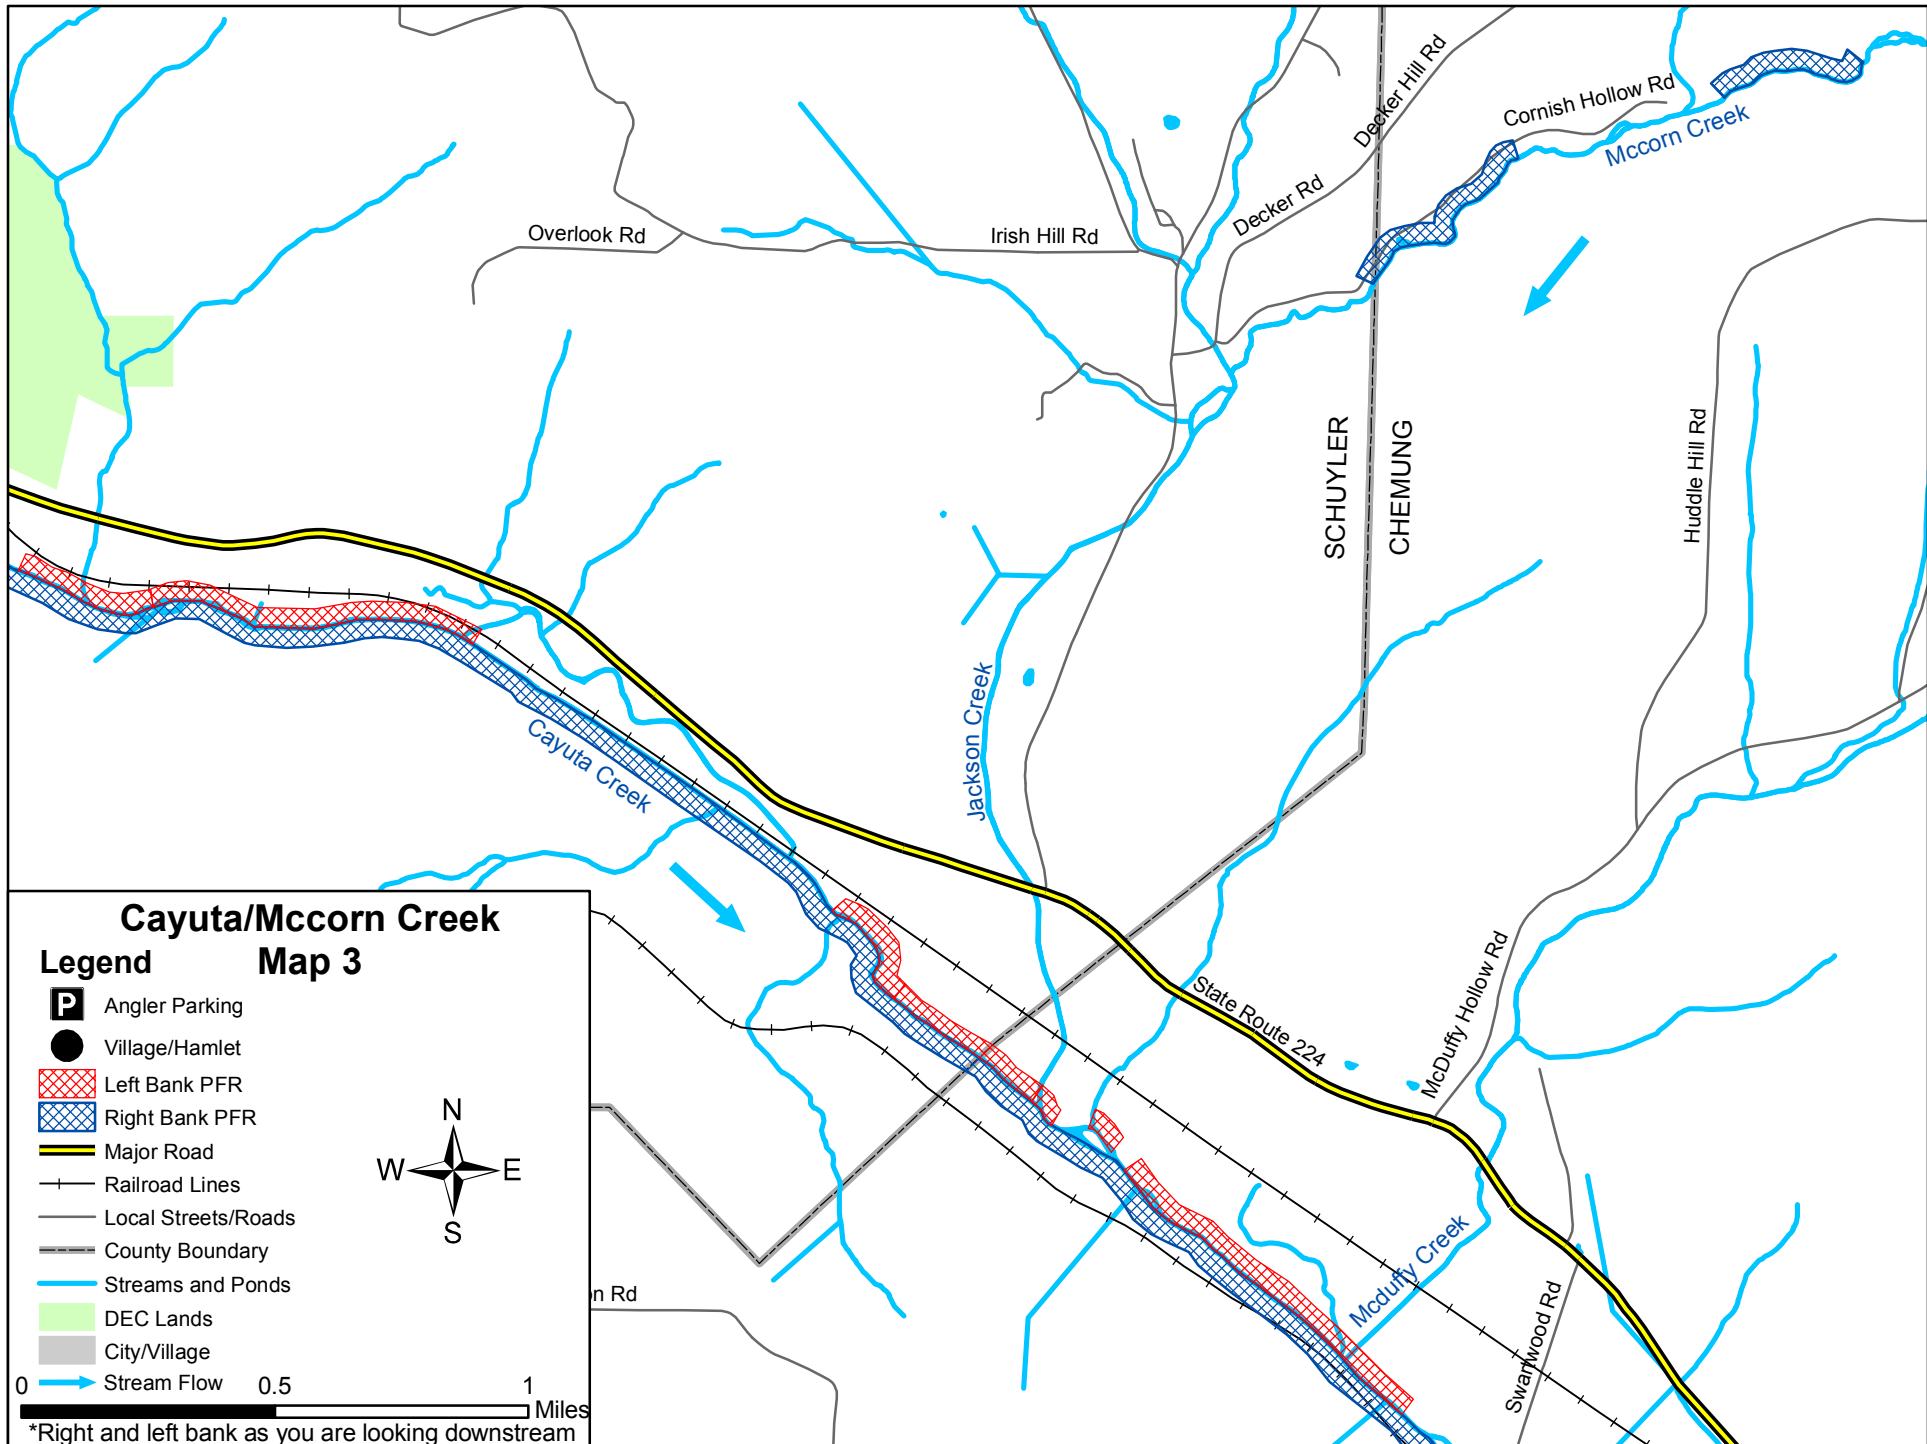 Decker Hill Rd
Cornish Hollow Rd
Mccorn Creek
Decker Rd
Overlook Rd
Irish Hill Rd
SCHUYLER
CHEMUNG
Huddle Hill Rd
Jackson Creek
Cayuta Creek
State Route 224
McDuffy Hollow Rd
Mcduffy Creek
Swartwood Rd
on Rd
Cayuta/Mccorn Creek
Map 3
Legend
P Angler Parking
Village/Hamlet
Left Bank PFR
Right Bank PFR
Major Road
Railroad Lines
Local Streets/Roads
County Boundary
Streams and Ponds
DEC Lands
City/Village
Stream Flow
N
W E
S
0 0.5 1
Miles
*Right and left bank as you are looking downstream